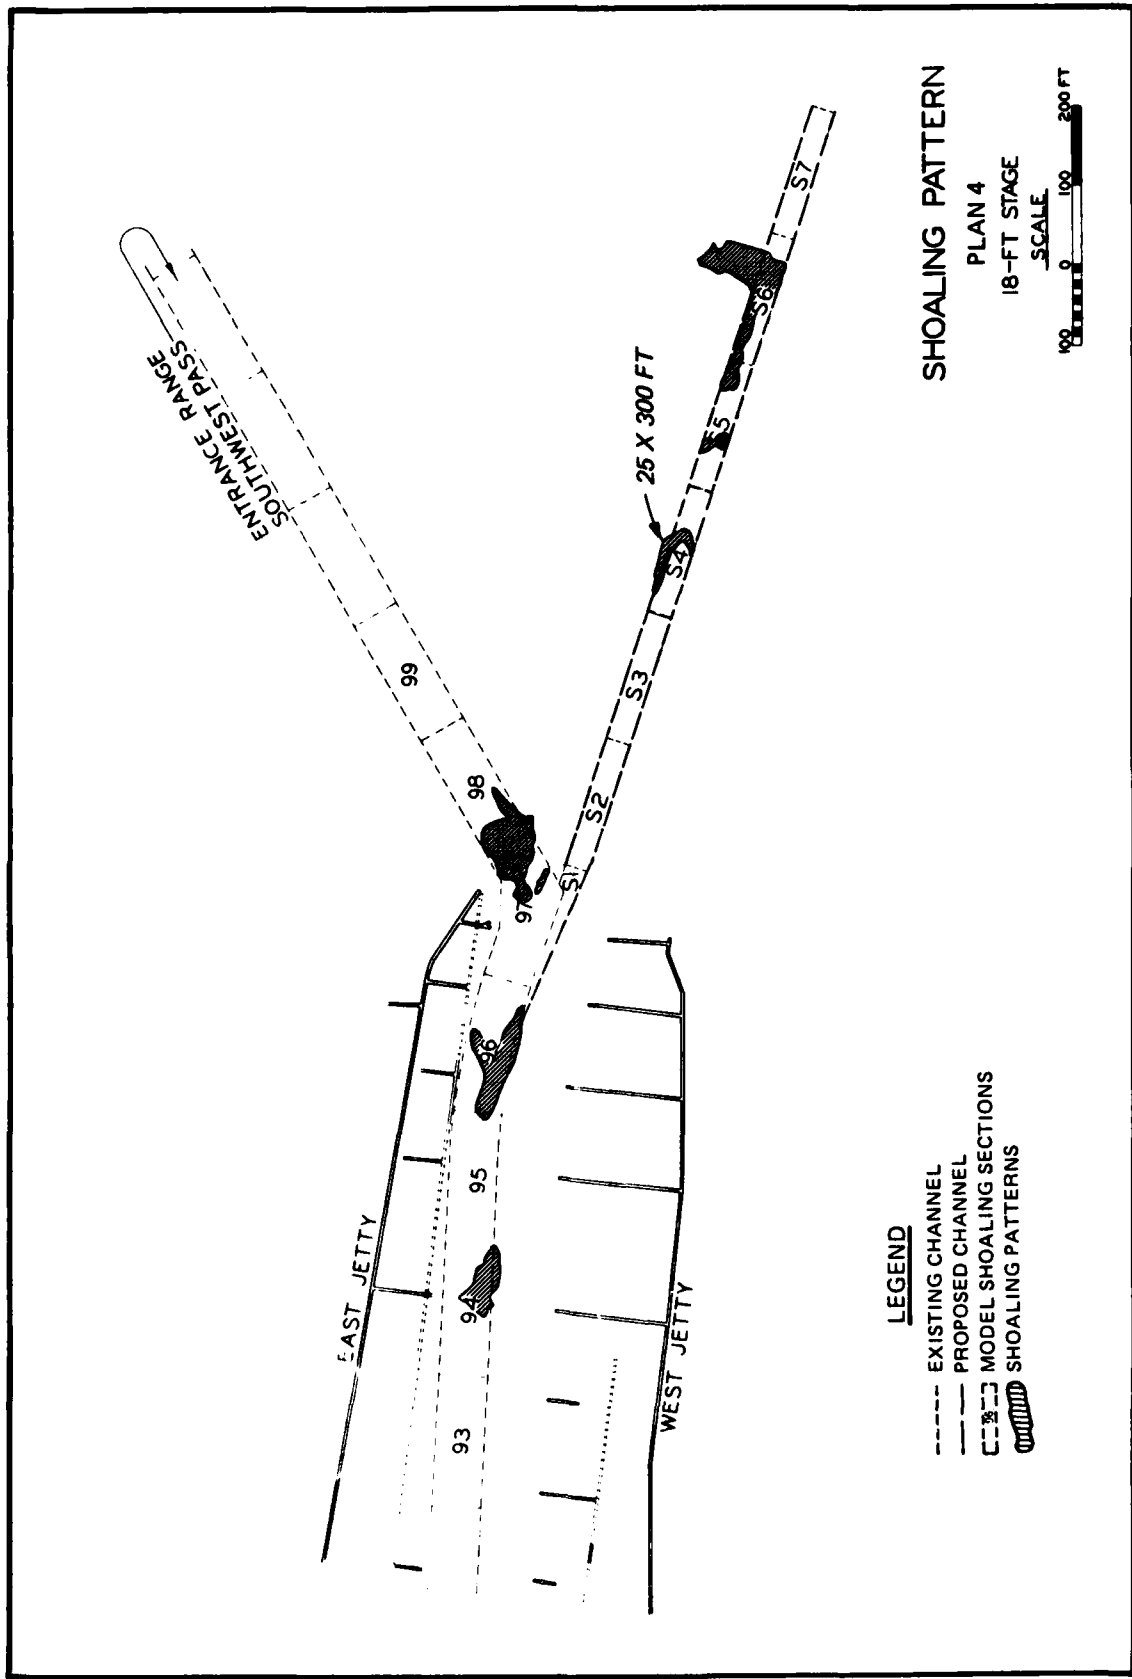 SHOALING PATTERN
PLAN 4
18-FT STAGE
SCALE
100 0 100 200 FT
ENTRANCE RANGE
SOUTHWEST PASS
25 X 300 FT
99
98
97
96
95
94
93
S1
S2
S3
S4
S5
S6
S7
EAST JETTY
WEST JETTY
LEGEND
EXISTING CHANNEL
PROPOSED CHANNEL
96 MODEL SHOALING SECTIONS
SHOALING PATTERNS